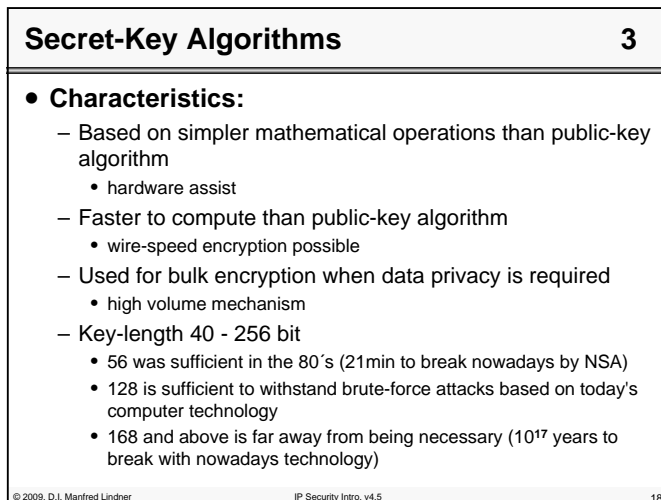 Secret-Key Algorithms 3
• Characteristics:
– Based on simpler mathematical operations than public-key
algorithm
• hardware assist
– Faster to compute than public-key algorithm
• wire-speed encryption possible
– Used for bulk encryption when data privacy is required
• high volume mechanism
– Key-length 40 - 256 bit
• 56 was sufficient in the 80´s (21min to break nowadays by NSA)
• 128 is sufficient to withstand brute-force attacks based on today's
computer technology
• 168 and above is far away from being necessary (10¹⁷ years to
break with nowadays technology)
© 2009, D.I. Manfred Lindner IP Security Intro, v4.5 18